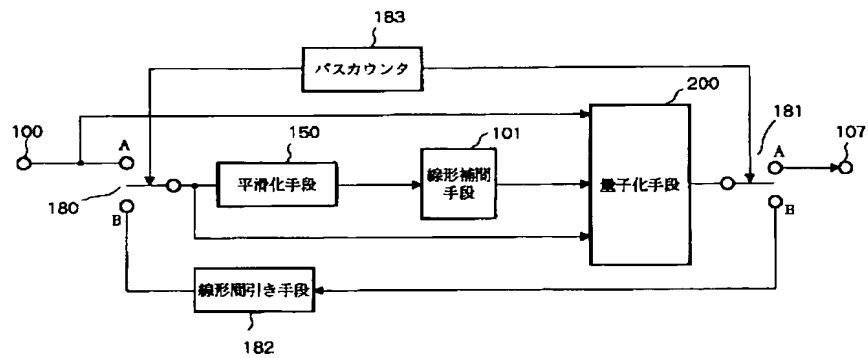 183
パスカウンタ
200
100
A
150
101
181
107
A
平滑化手段
線形補間
手段
量子化手段
180
B
B
線形間引き手段
182